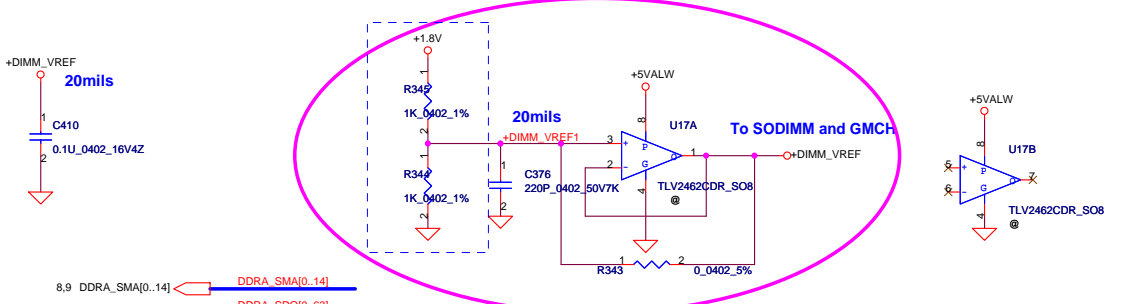 +DIMM_VREF
20mils
1
C410
0.1U_0402_16V4Z
2
+1.8V
1
R345
1K_0402_1%
2
1
R344
1K_0402_1%
2
20mils
+DIMM_VREF1
1
C376
220P_0402_50V7K
2
+5VALW
8
U17A
3
+
P
2
-
G
O
1
4
TLV2462CDR_SO8
@
To SODIMM and GMCH
+DIMM_VREF
R343
1
2
0_0402_5%
+5VALW
8
U17B
5
+
P
6
-
G
O
7
4
TLV2462CDR_SO8
@
8,9 DDRA_SMA[0..14]
DDRA_SMA[0..14]